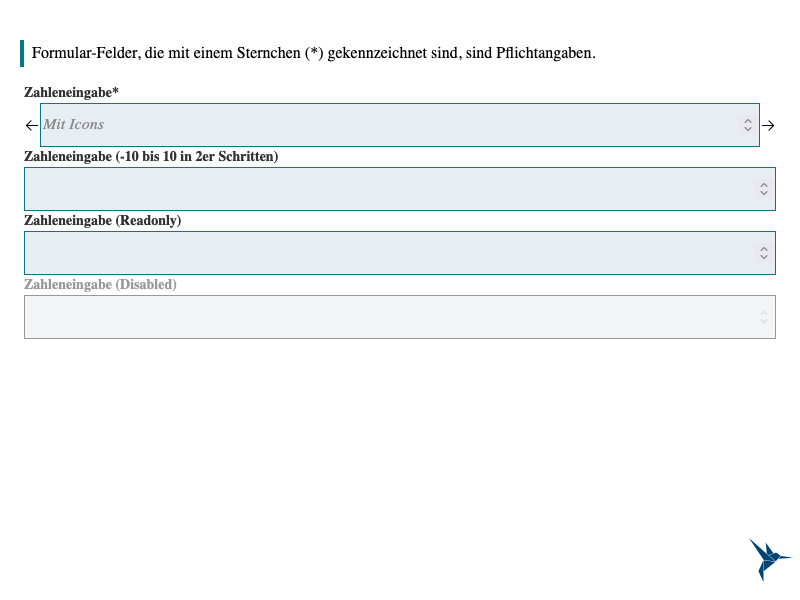 Formular-Felder, die mit einem Sternchen (*) gekennzeichnet sind, sind Pflichtangaben.
Zahleneingabe*
← Mit Icons →
Zahleneingabe (-10 bis 10 in 2er Schritten)
Zahleneingabe (Readonly)
Zahleneingabe (Disabled)